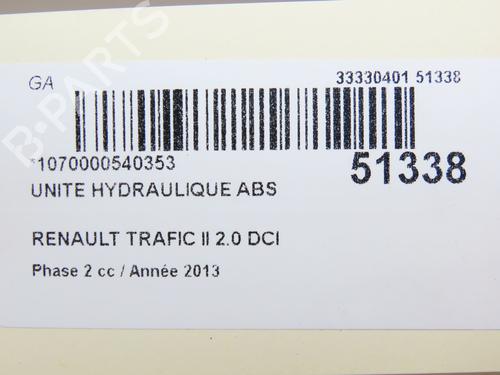 GA
33330401 51338
*1070000540353
51338
UNITE HYDRAULIQUE ABS
RENAULT TRAFIC II 2.0 DCI
Phase 2 cc / Année 2013
B-PARTS